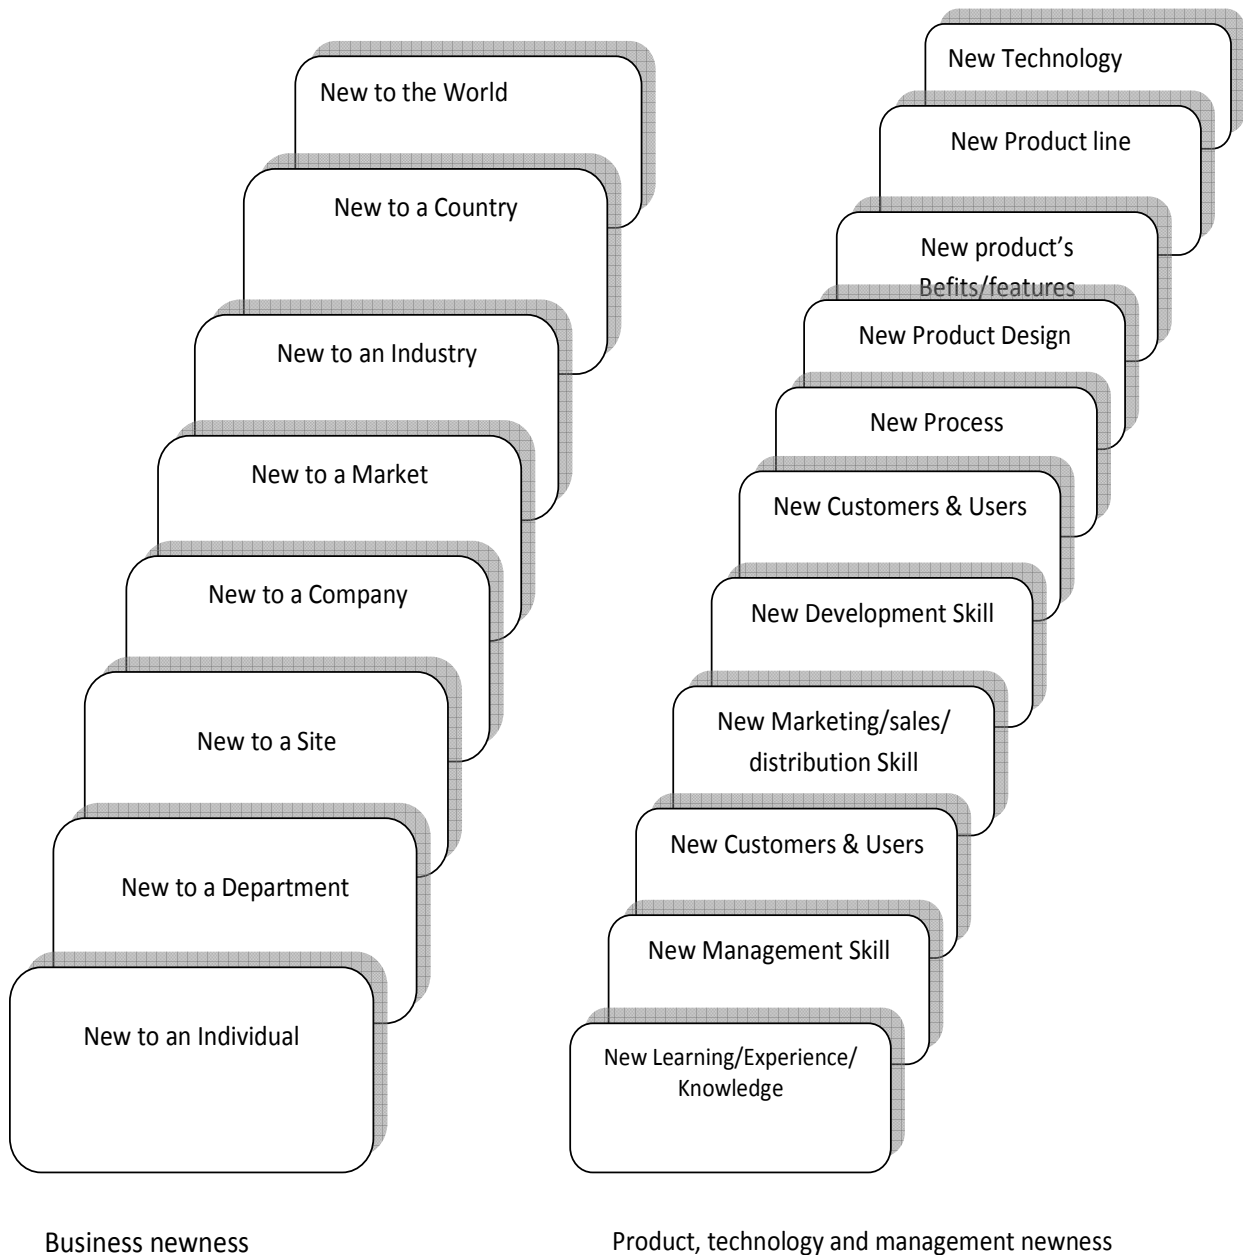 New to the World
New to a Country
New to an Industry
New to a Market
New to a Company
New to a Site
New to a Department
New to an Individual
Business newness
New Technology
New Product line
New product’s
Befits/features
New Product Design
New Process
New Customers & Users
New Development Skill
New Marketing/sales/
distribution Skill
New Customers & Users
New Management Skill
New Learning/Experience/
Knowledge
Product, technology and management newness